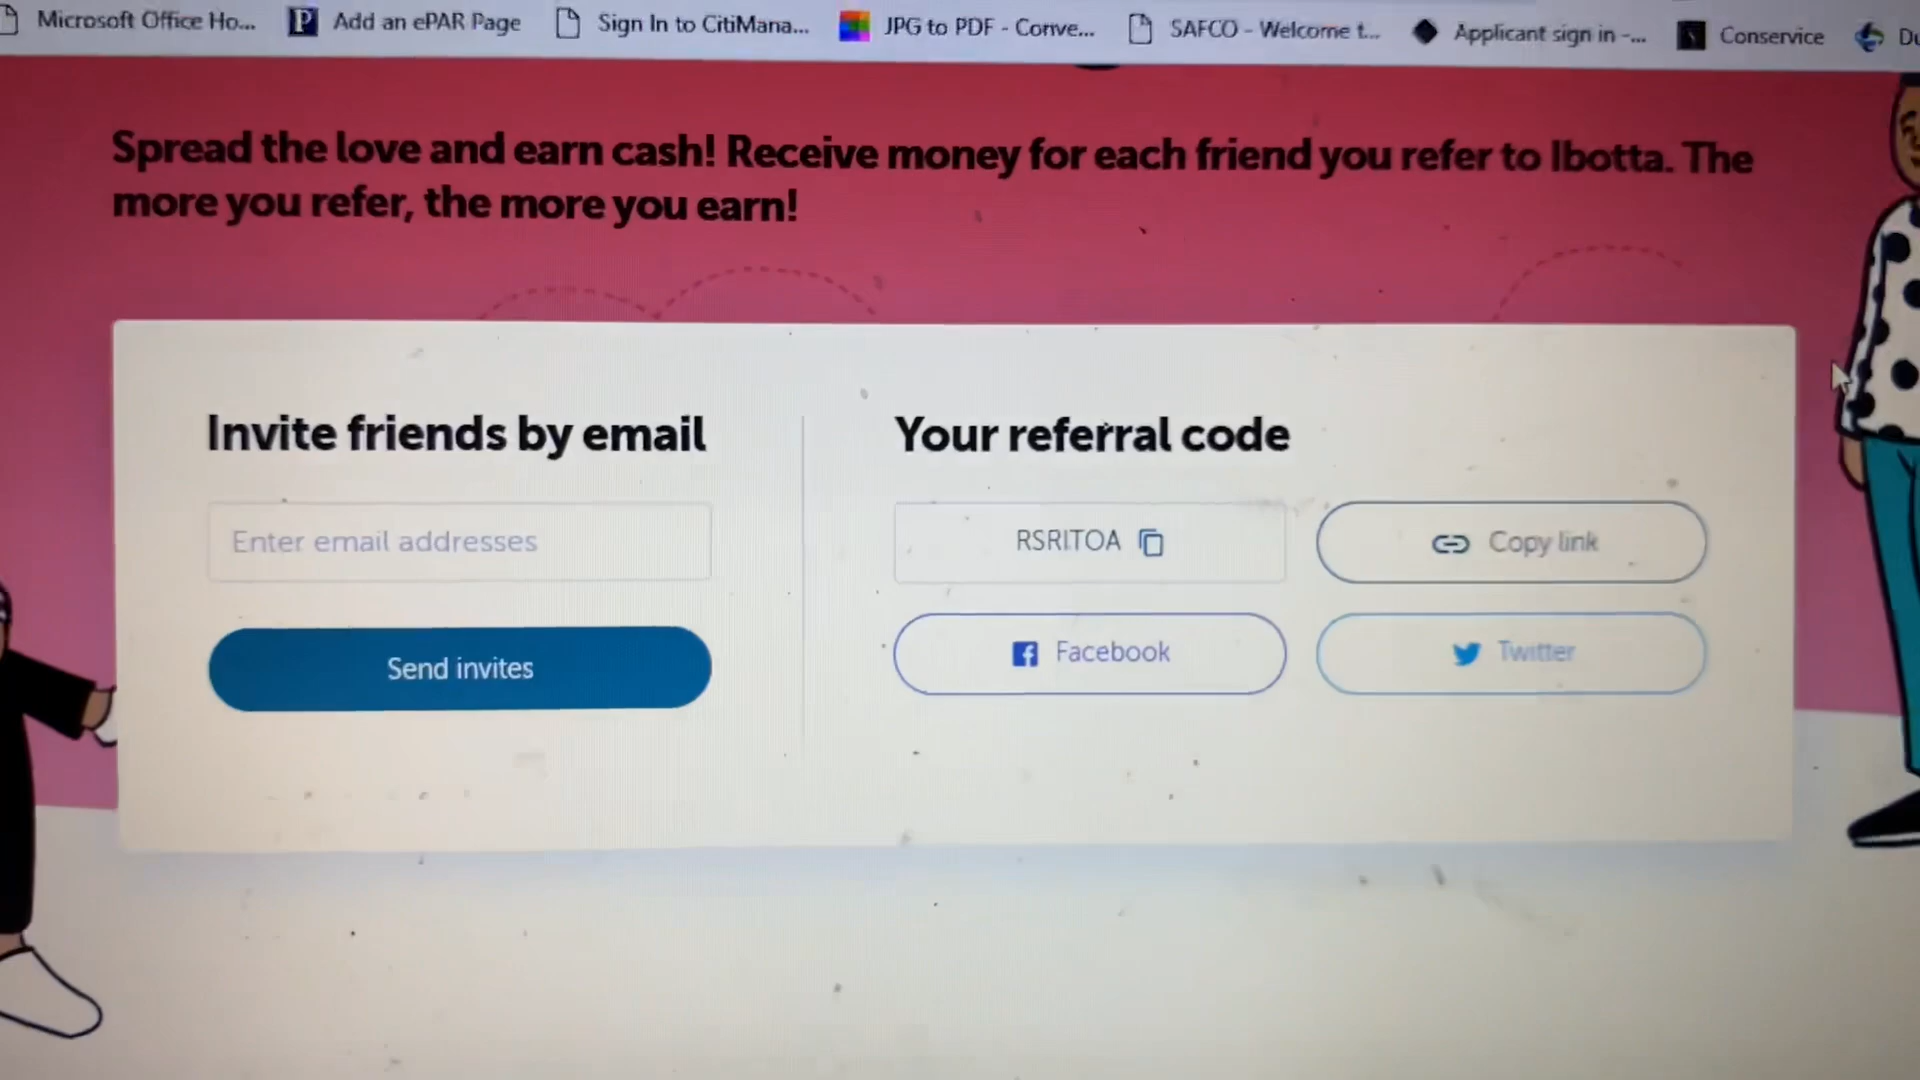 Microsoft Office Ho... Add an ePAR Page Sign In to CitiMana... JPG to PDF - Conve... SAFCO - Welcome t... Applicant sign in -... Conservice Du
Spread the love and earn cash! Receive money for each friend you refer to Ibotta. The
more you refer, the more you earn!
Invite friends by email
Enter email addresses
Send invites
Your referral code
RSRITOA Copy link
Facebook Twitter